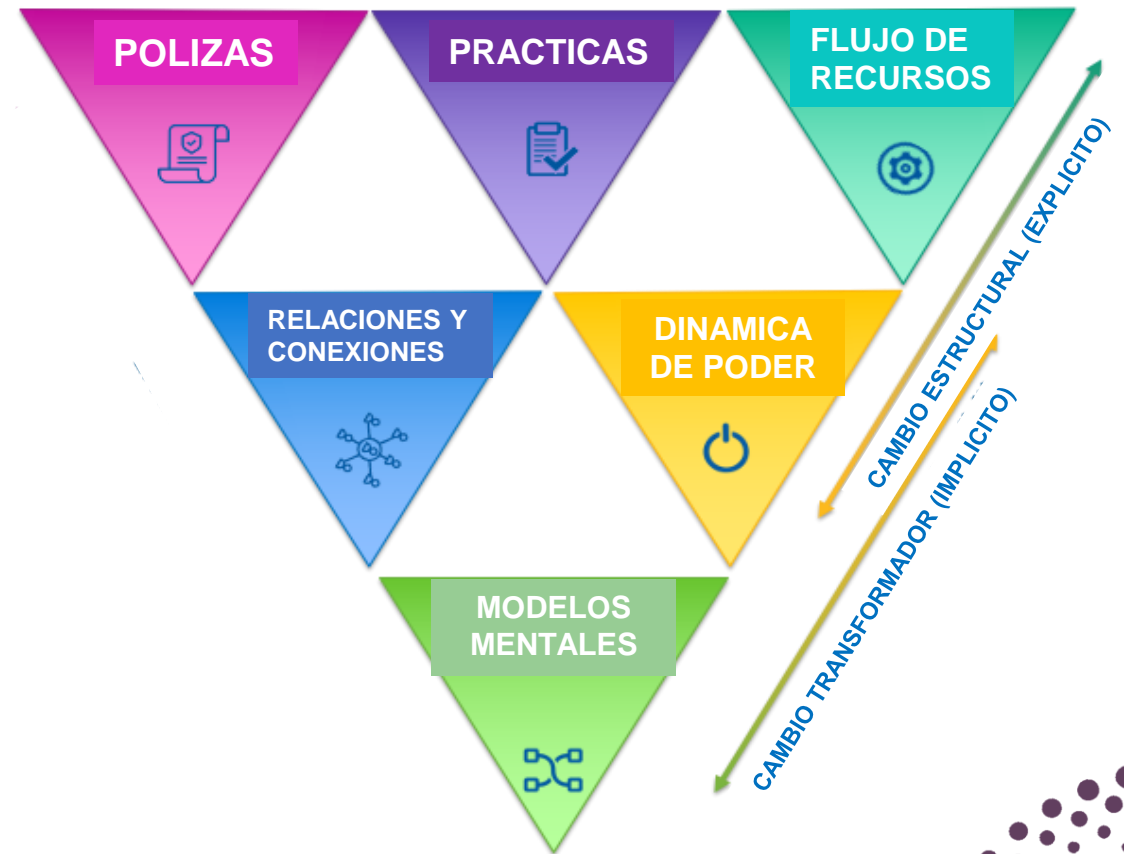 POLIZAS
PRACTICAS
FLUJO DE
RECURSOS
RELACIONES Y
CONEXIONES
DINAMICA
DE PODER
MODELOS
MENTALES
CAMBIO ESTRUCTURAL (EXPLICITO)
CAMBIO TRANSFORMADOR (IMPLICITO)